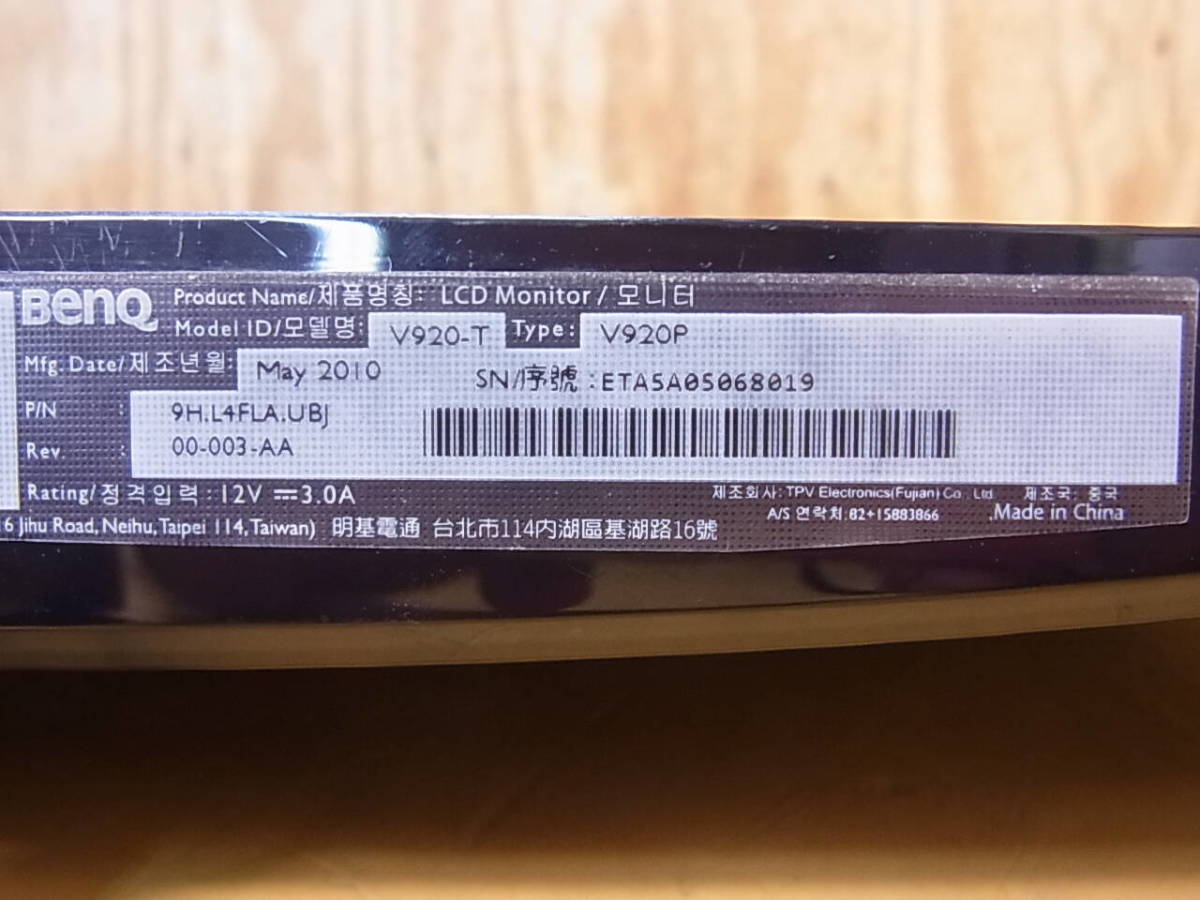 BenQ Product Name/제품명칭: LCD Monitor / 모니터
Model ID/모델명: V920-T Type: V920P
Mfg. Date/제조년월: May 2010
SN/序號 : ETA5A05068019
P/N : 9H.L4FLA.UBJ
Rev : 00-003-AA
Rating/정격입력 : 12V ⎓3.0A
제조회사: TPV Electronics(Fujian) Co. Ltd. 제조국: 중국
A/S 연락처: 82+15883866 Made in China
16 Jihu Road, Neihu, Taipei 114, Taiwan) 明基電通 台北市114内湖區基湖路16號